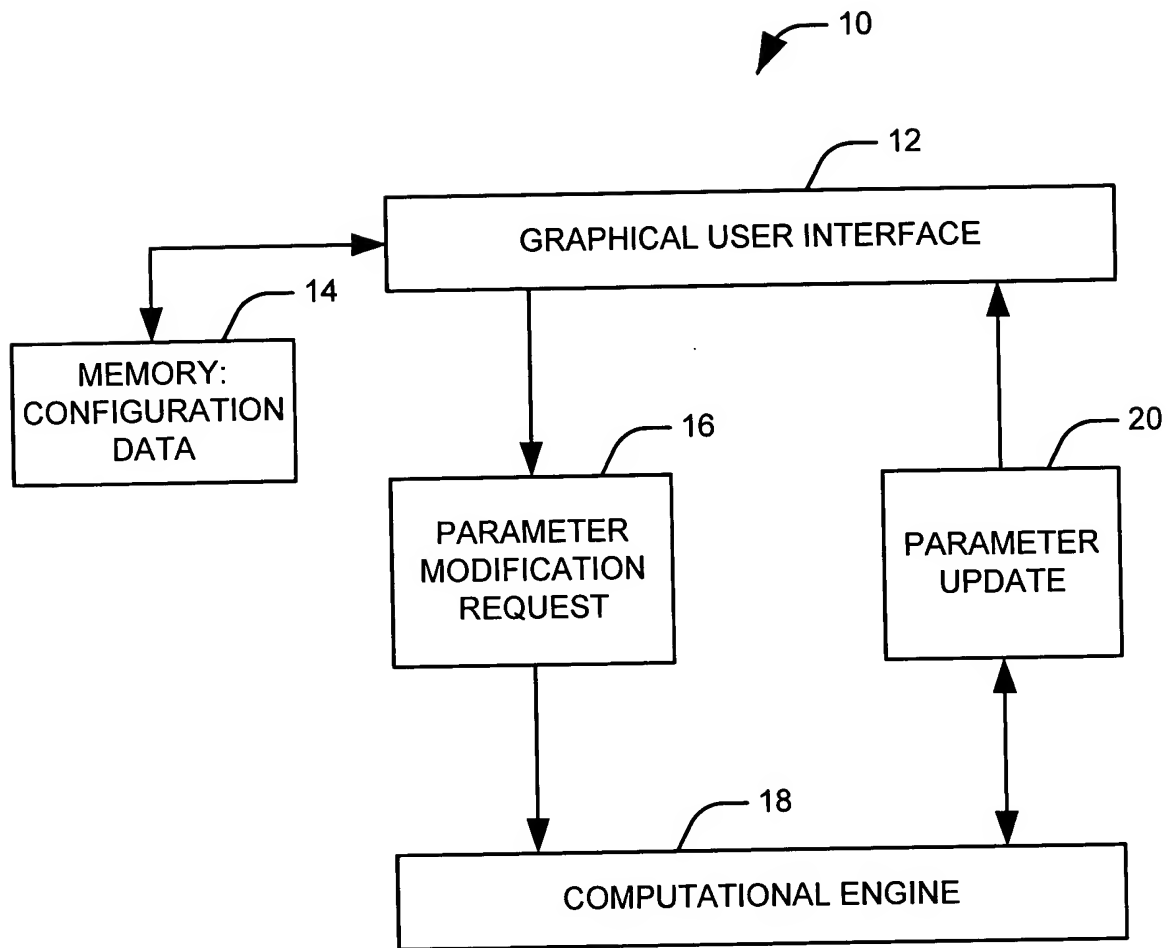 10
12
GRAPHICAL USER INTERFACE
14
MEMORY:
CONFIGURATION
DATA
16
PARAMETER
MODIFICATION
REQUEST
20
PARAMETER
UPDATE
18
COMPUTATIONAL ENGINE